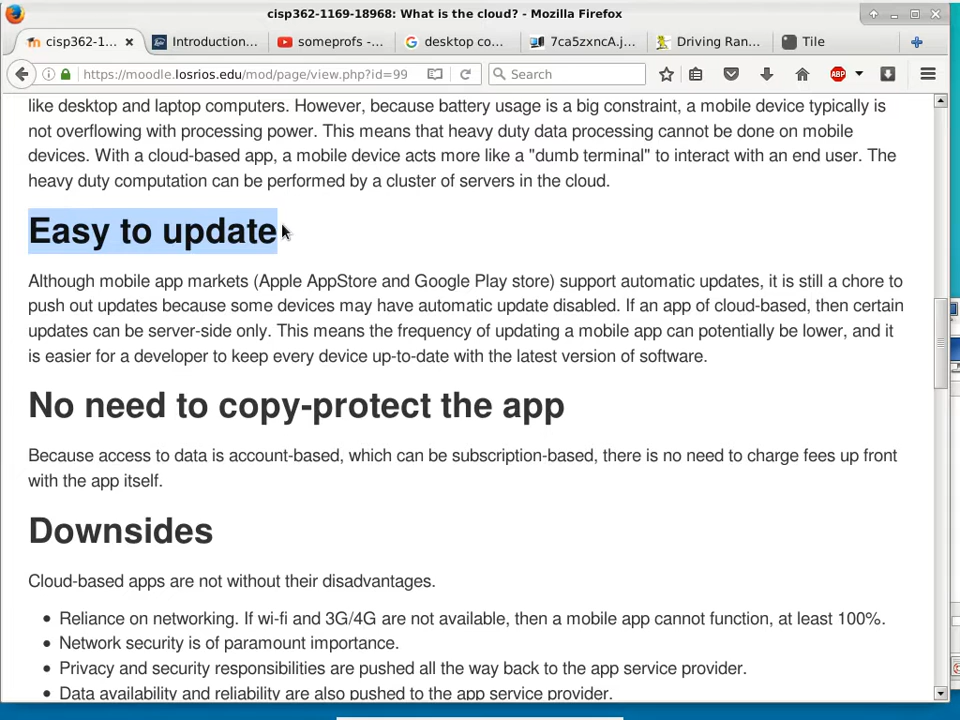 cisp362-1169-18968: What is the cloud? - Mozilla Firefox
cisp362-1...
Introduction...
someprofs -...
desktop co...
7ca5zxncA.j...
Driving Ran...
Tile
https://moodle.losrios.edu/mod/page/view.php?id=99
Search
ABP
like desktop and laptop computers. However, because battery usage is a big constraint, a mobile device typically is
not overflowing with processing power. This means that heavy duty data processing cannot be done on mobile
devices. With a cloud-based app, a mobile device acts more like a "dumb terminal" to interact with an end user. The
heavy duty computation can be performed by a cluster of servers in the cloud.
Easy to update
Although mobile app markets (Apple AppStore and Google Play store) support automatic updates, it is still a chore to
push out updates because some devices may have automatic update disabled. If an app of cloud-based, then certain
updates can be server-side only. This means the frequency of updating a mobile app can potentially be lower, and it
is easier for a developer to keep every device up-to-date with the latest version of software.
No need to copy-protect the app
Because access to data is account-based, which can be subscription-based, there is no need to charge fees up front
with the app itself.
Downsides
Cloud-based apps are not without their disadvantages.
• Reliance on networking. If wi-fi and 3G/4G are not available, then a mobile app cannot function, at least 100%.
• Network security is of paramount importance.
• Privacy and security responsibilities are pushed all the way back to the app service provider.
• Data availability and reliability are also pushed to the app service provider.